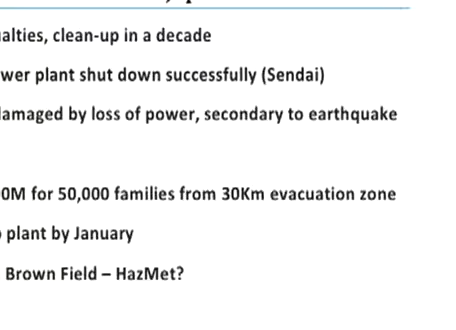 alties, clean-up in a decade
wer plant shut down successfully (Sendai)
amaged by loss of power, secondary to earthquake
0M for 50,000 families from 30Km evacuation zone
plant by January
Brown Field – HazMet?